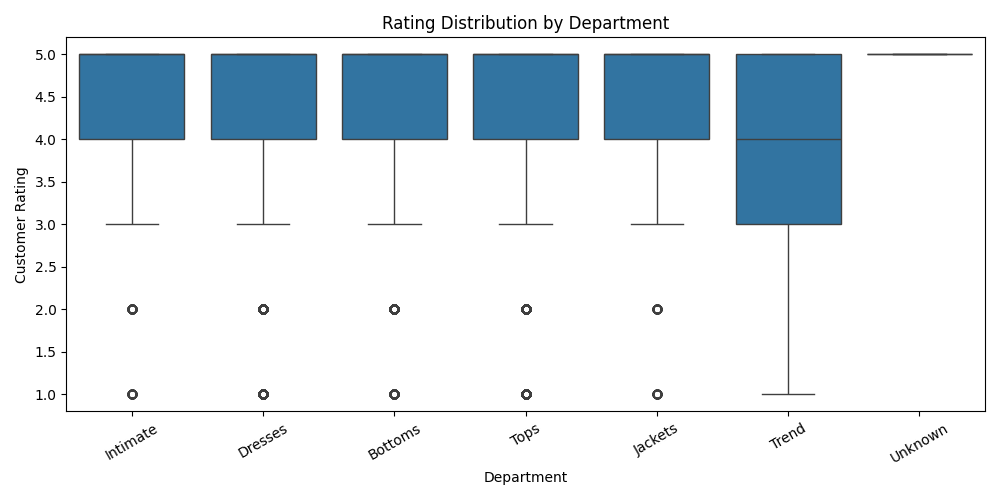 Rating Distribution by Department
Customer Rating
5.0
4.5
4.0
3.5
3.0
2.5
2.0
1.5
1.0
Intimate
Dresses
Bottoms
Tops
Jackets
Trend
Unknown
Department